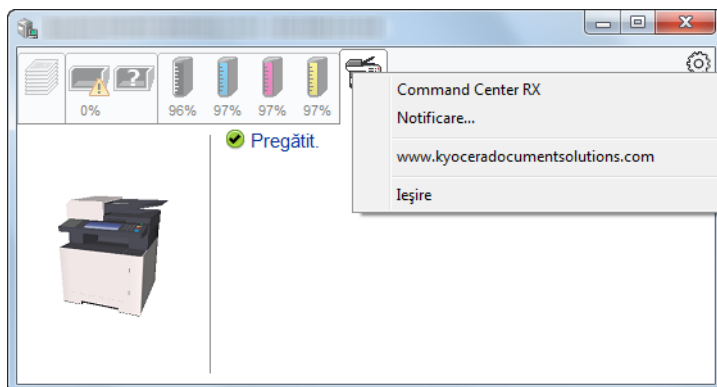 0% 96% 97% 97% 97%
Pregătit.
Command Center RX
Notificare...
www.kyoceradocumentsolutions.com
Ieşire